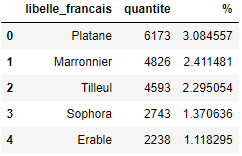 libelle_francais quantite %
0 Platane 6173 3.084557
1 Marronnier 4826 2.411481
2 Tilleul 4593 2.295054
3 Sophora 2743 1.370636
4 Erable 2238 1.118295